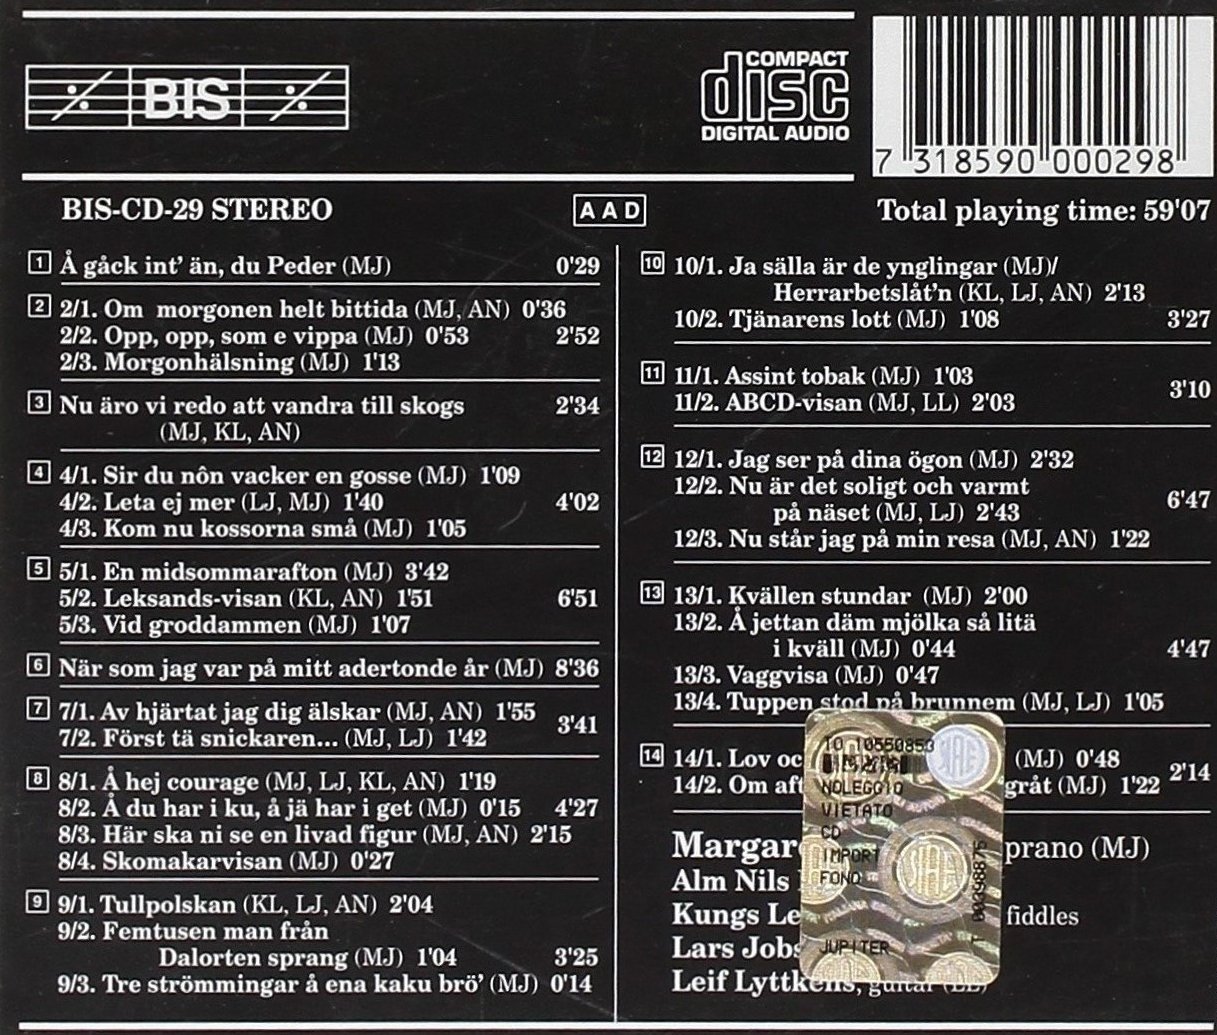 BIS
COMPACT
disc
DIGITAL AUDIO
7 318590 000298
BIS-CD-29 STEREO
AAD
Total playing time: 59'07
1 Å gåck int' än, du Peder (MJ) 0'29
2 2/1. Om morgonen helt bittida (MJ, AN) 0'36
2/2. Opp, opp, som e vippa (MJ) 0'53 2'52
2/3. Morgonhälsning (MJ) 1'13
3 Nu äro vi redo att vandra till skogs 2'34
(MJ, KL, AN)
4 4/1. Sir du nôn vacker en gosse (MJ) 1'09
4/2. Leta ej mer (LJ, MJ) 1'40 4'02
4/3. Kom nu kossorna små (MJ) 1'05
5 5/1. En midsommarafton (MJ) 3'42
5/2. Leksands-visan (KL, AN) 1'51 6'51
5/3. Vid groddammen (MJ) 1'07
6 När som jag var på mitt adertonde år (MJ) 8'36
7 7/1. Av hjärtat jag dig älskar (MJ, AN) 1'55 3'41
7/2. Först tä snickaren... (MJ, LJ) 1'42
8 8/1. Å hej courage (MJ, LJ, KL, AN) 1'19
8/2. Å du har i ku, å jä har i get (MJ) 0'15 4'27
8/3. Här ska ni se en livad figur (MJ, AN) 2'15
8/4. Skomakarvisan (MJ) 0'27
9 9/1. Tullpolskan (KL, LJ, AN) 2'04
9/2. Femtusen man från
Dalorten sprang (MJ) 1'04 3'25
9/3. Tre strömmingar å ena kaku brö' (MJ) 0'14
10 10/1. Ja sälla är de ynglingar (MJ)/
Herrarbetslåt'n (KL, LJ, AN) 2'13
10/2. Tjänarens lott (MJ) 1'08 3'27
11 11/1. Assint tobak (MJ) 1'03 3'10
11/2. ABCD-visan (MJ, LL) 2'03
12 12/1. Jag ser på dina ögon (MJ) 2'32
12/2. Nu är det soligt och varmt
på näset (MJ, LJ) 2'43 6'47
12/3. Nu står jag på min resa (MJ, AN) 1'22
13 13/1. Kvällen stundar (MJ) 2'00
13/2. Å jettan däm mjölka så litä
i kväll (MJ) 0'44 4'47
13/3. Vaggvisa (MJ) 0'47
13/4. Tuppen stod på brunnem (MJ, LJ) 1'05
14 14/1. Lov (MJ) 0'48 2'14
14/2. Om gråt (MJ) 1'22
(MJ)
Alm Nils
Kungs fiddles
Lars
Leif Lyttkens, guitar (LL)
IO 10550853
NOLEGGIO
VIETATO
CD
IMPORT
FONO
JUPITER
SIAE
SIAE